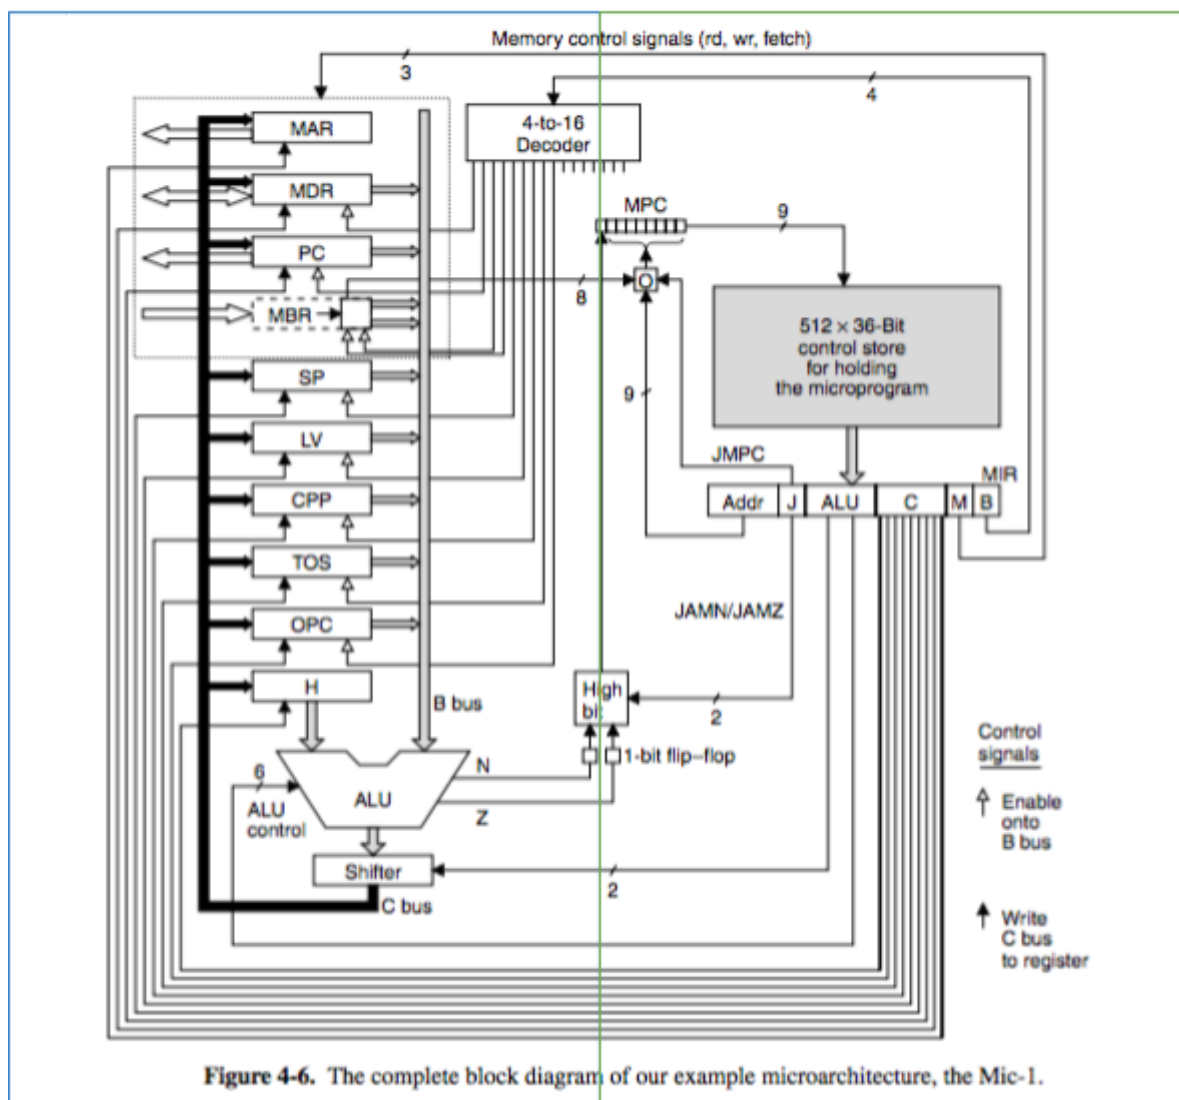 Memory control signals (rd, wr, fetch)
3
4
MAR
4-to-16
Decoder
MDR
MPC
9
PC
O
8
MBR
512 × 36-Bit
control store
for holding
the microprogram
SP
9
LV
JMPC
MIR
CPP
Addr
J
ALU
C
M
B
TOS
JAMN/JAMZ
OPC
H
High
bit
2
B bus
Control
signals
N
1-bit flip–flop
6
ALU
control
ALU
Z
Enable
onto
B bus
Shifter
2
C bus
Write
C bus
to register
Figure 4-6. The complete block diagram of our example microarchitecture, the Mic-1.